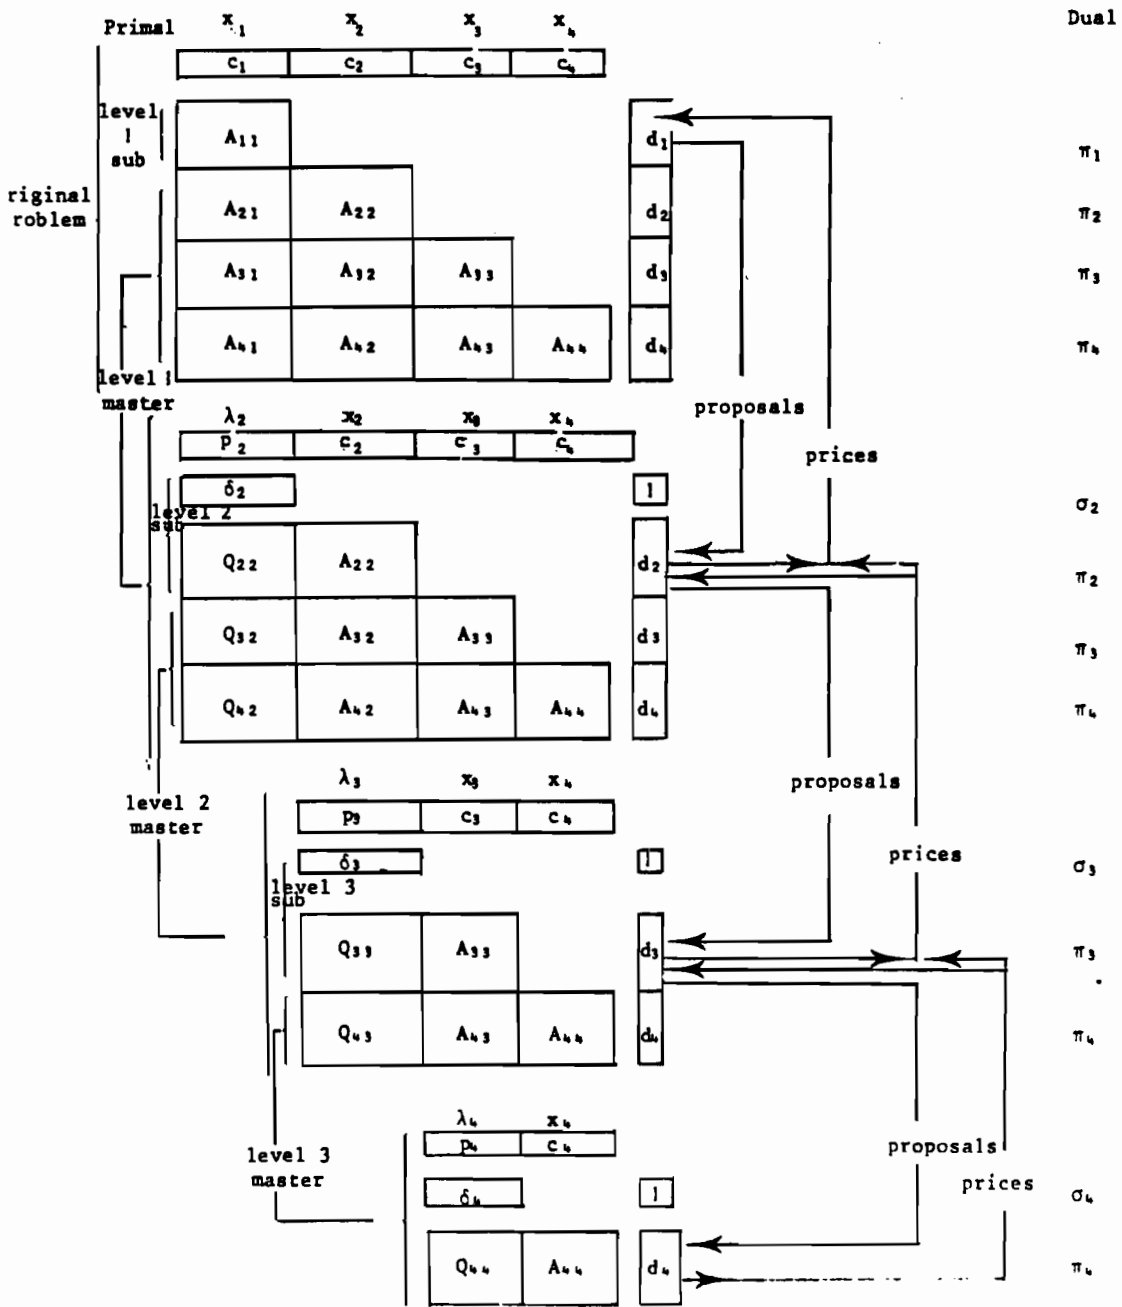 Primal x₁ x₂ x₃ x₄ Dual
c₁ c₂ c₃ c₄
level
1
sub
A₁₁ d₁ π₁
riginal
roblem
A₂₁ A₂₂ d₂ π₂
A₃₁ A₃₂ A₃₃ d₃ π₃
A₄₁ A₄₂ A₄₃ A₄₄ d₄ π₄
level 1
master
proposals
λ₂ x₂ x₃ x₄
p₂ c₂ c₃ c₄
prices
δ₂ 1 σ₂
level 2
sub
Q₂₂ A₂₂ d₂ π₂
Q₃₂ A₃₂ A₃₃ d₃ π₃
Q₄₂ A₄₂ A₄₃ A₄₄ d₄ π₄
λ₃ x₃ x₄
proposals
level 2
master
p₃ c₃ c₄
prices
δ₃ 1 σ₃
level 3
sub
Q₃₃ A₃₃ d₃ π₃
Q₄₃ A₄₃ A₄₄ d₄ π₄
λ₄ x₄
p₄ c₄
proposals
level 3
master
prices
δ₄ 1 σ₄
Q₄₄ A₄₄ d₄ π₄